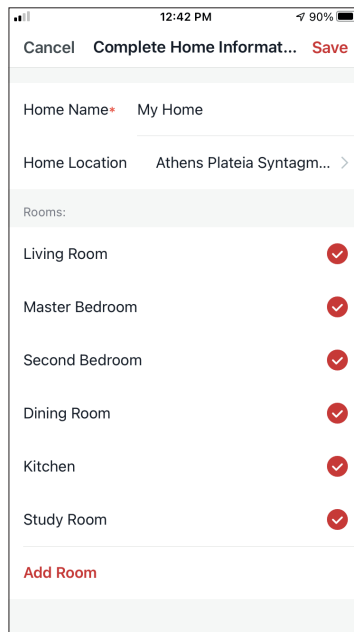 12:42 PM 90%
Cancel Complete Home Informat... Save
Home Name* My Home
Home Location Athens Plateia Syntagm...
Rooms:
Living Room
Master Bedroom
Second Bedroom
Dining Room
Kitchen
Study Room
Add Room